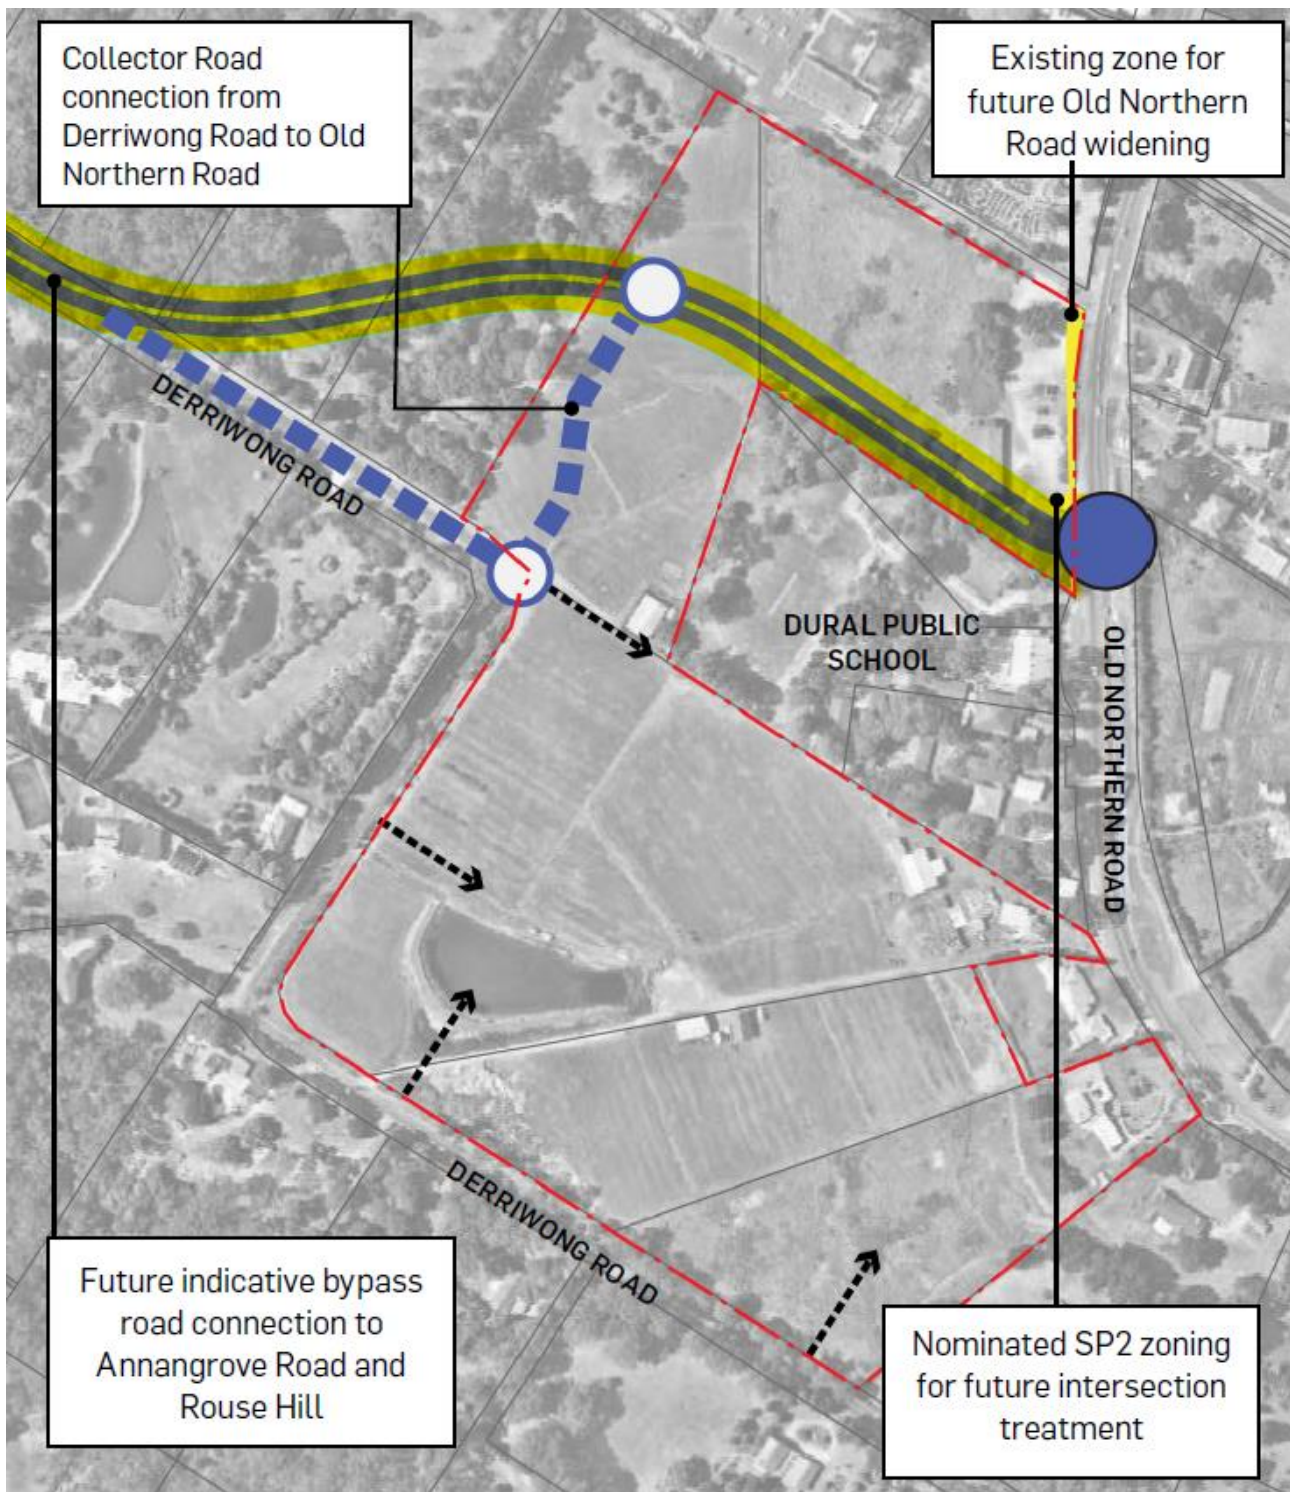 Collector Road
connection from
Derriwong Road to Old
Northern Road
Existing zone for
future Old Northern
Road widening
DERRIWONG ROAD
DURAL PUBLIC
SCHOOL
OLD NORTHERN ROAD
DERRIWONG ROAD
Future indicative bypass
road connection to
Annangrove Road and
Rouse Hill
Nominated SP2 zoning
for future intersection
treatment